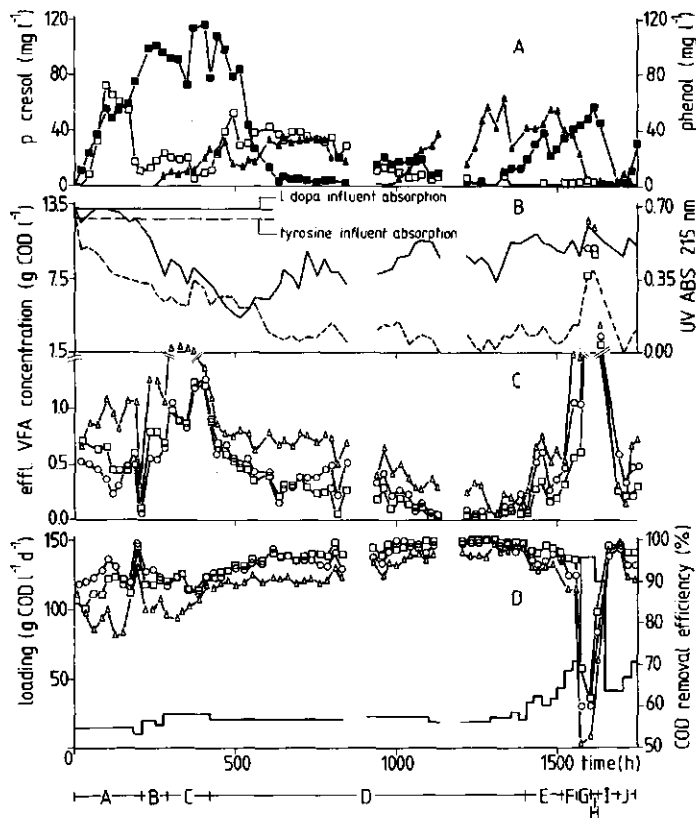 p cresol (mg l⁻¹)
120
80
40
0
A
120
80
40
0
phenol (mg l⁻¹)
13.5
7.5
1.5
B
l dopa influent absorption
tyrosine influent absorption
0.70
0.35
0.00
UV ABS 215 nm
effl. VFA concentration (g COD l⁻¹)
1.0
0.5
0.0
C
loading (g COD l⁻¹ d⁻¹)
150
100
50
D
100
90
80
70
60
50
COD removal efficiency (%)
0
500
1000
1500
time(h)
A
B
C
D
E
F
G
H
I
J